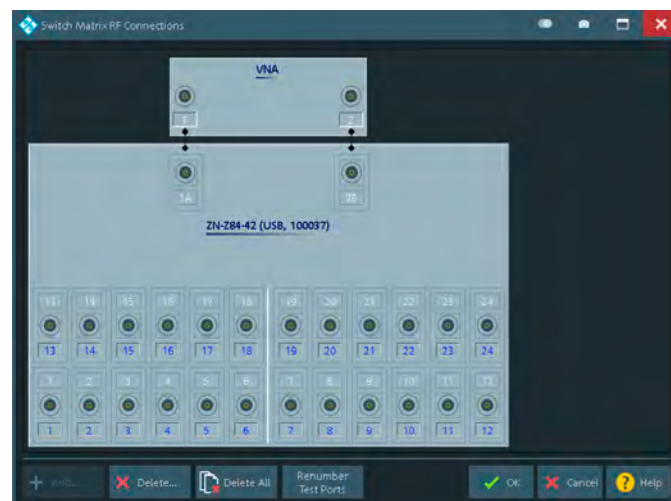 Switch Matrix RF Connections
VNA
1 2
1A 2B
ZN-Z84-42 (USB, 100037)
13 14 15 16 17 18 19 20 21 22 23 24
13 14 15 16 17 18 19 20 21 22 23 24
1 2 3 4 5 6 7 8 9 10 11 12
1 2 3 4 5 6 7 8 9 10 11 12
Add... Delete... Delete All Renumber
Test Ports OK Cancel Help